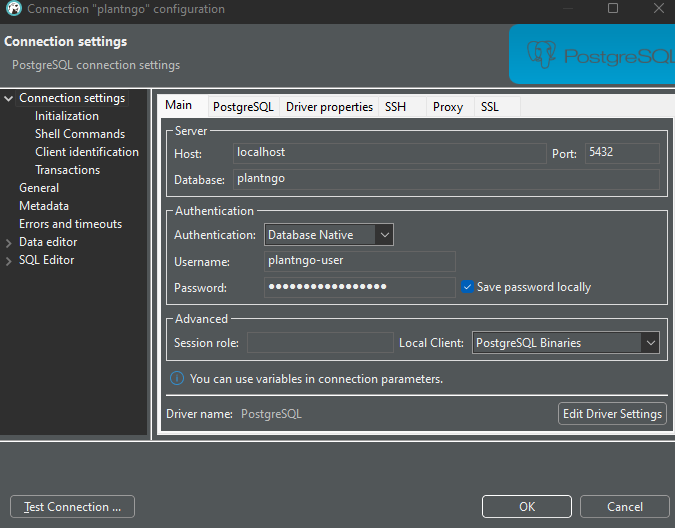 Connection "plantngo" configuration
Connection settings
PostgreSQL connection settings
PostgreSQL
Connection settings
Initialization
Shell Commands
Client identification
Transactions
General
Metadata
Errors and timeouts
Data editor
SQL Editor
Main PostgreSQL Driver properties SSH Proxy SSL
Server
Host: localhost Port: 5432
Database: plantngo
Authentication
Authentication: Database Native
Username: plantngo-user
Password: ••••••••••••••••• Save password locally
Advanced
Session role: Local Client: PostgreSQL Binaries
You can use variables in connection parameters.
Driver name: PostgreSQL Edit Driver Settings
Test Connection ... OK Cancel